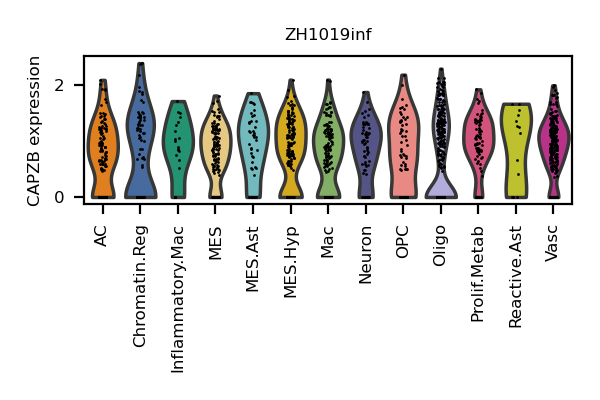 ZH1019inf
CAPZB expression
2
0
AC
Chromatin.Reg
Inflammatory.Mac
MES
MES.Ast
MES.Hyp
Mac
Neuron
OPC
Oligo
Prolif.Metab
Reactive.Ast
Vasc